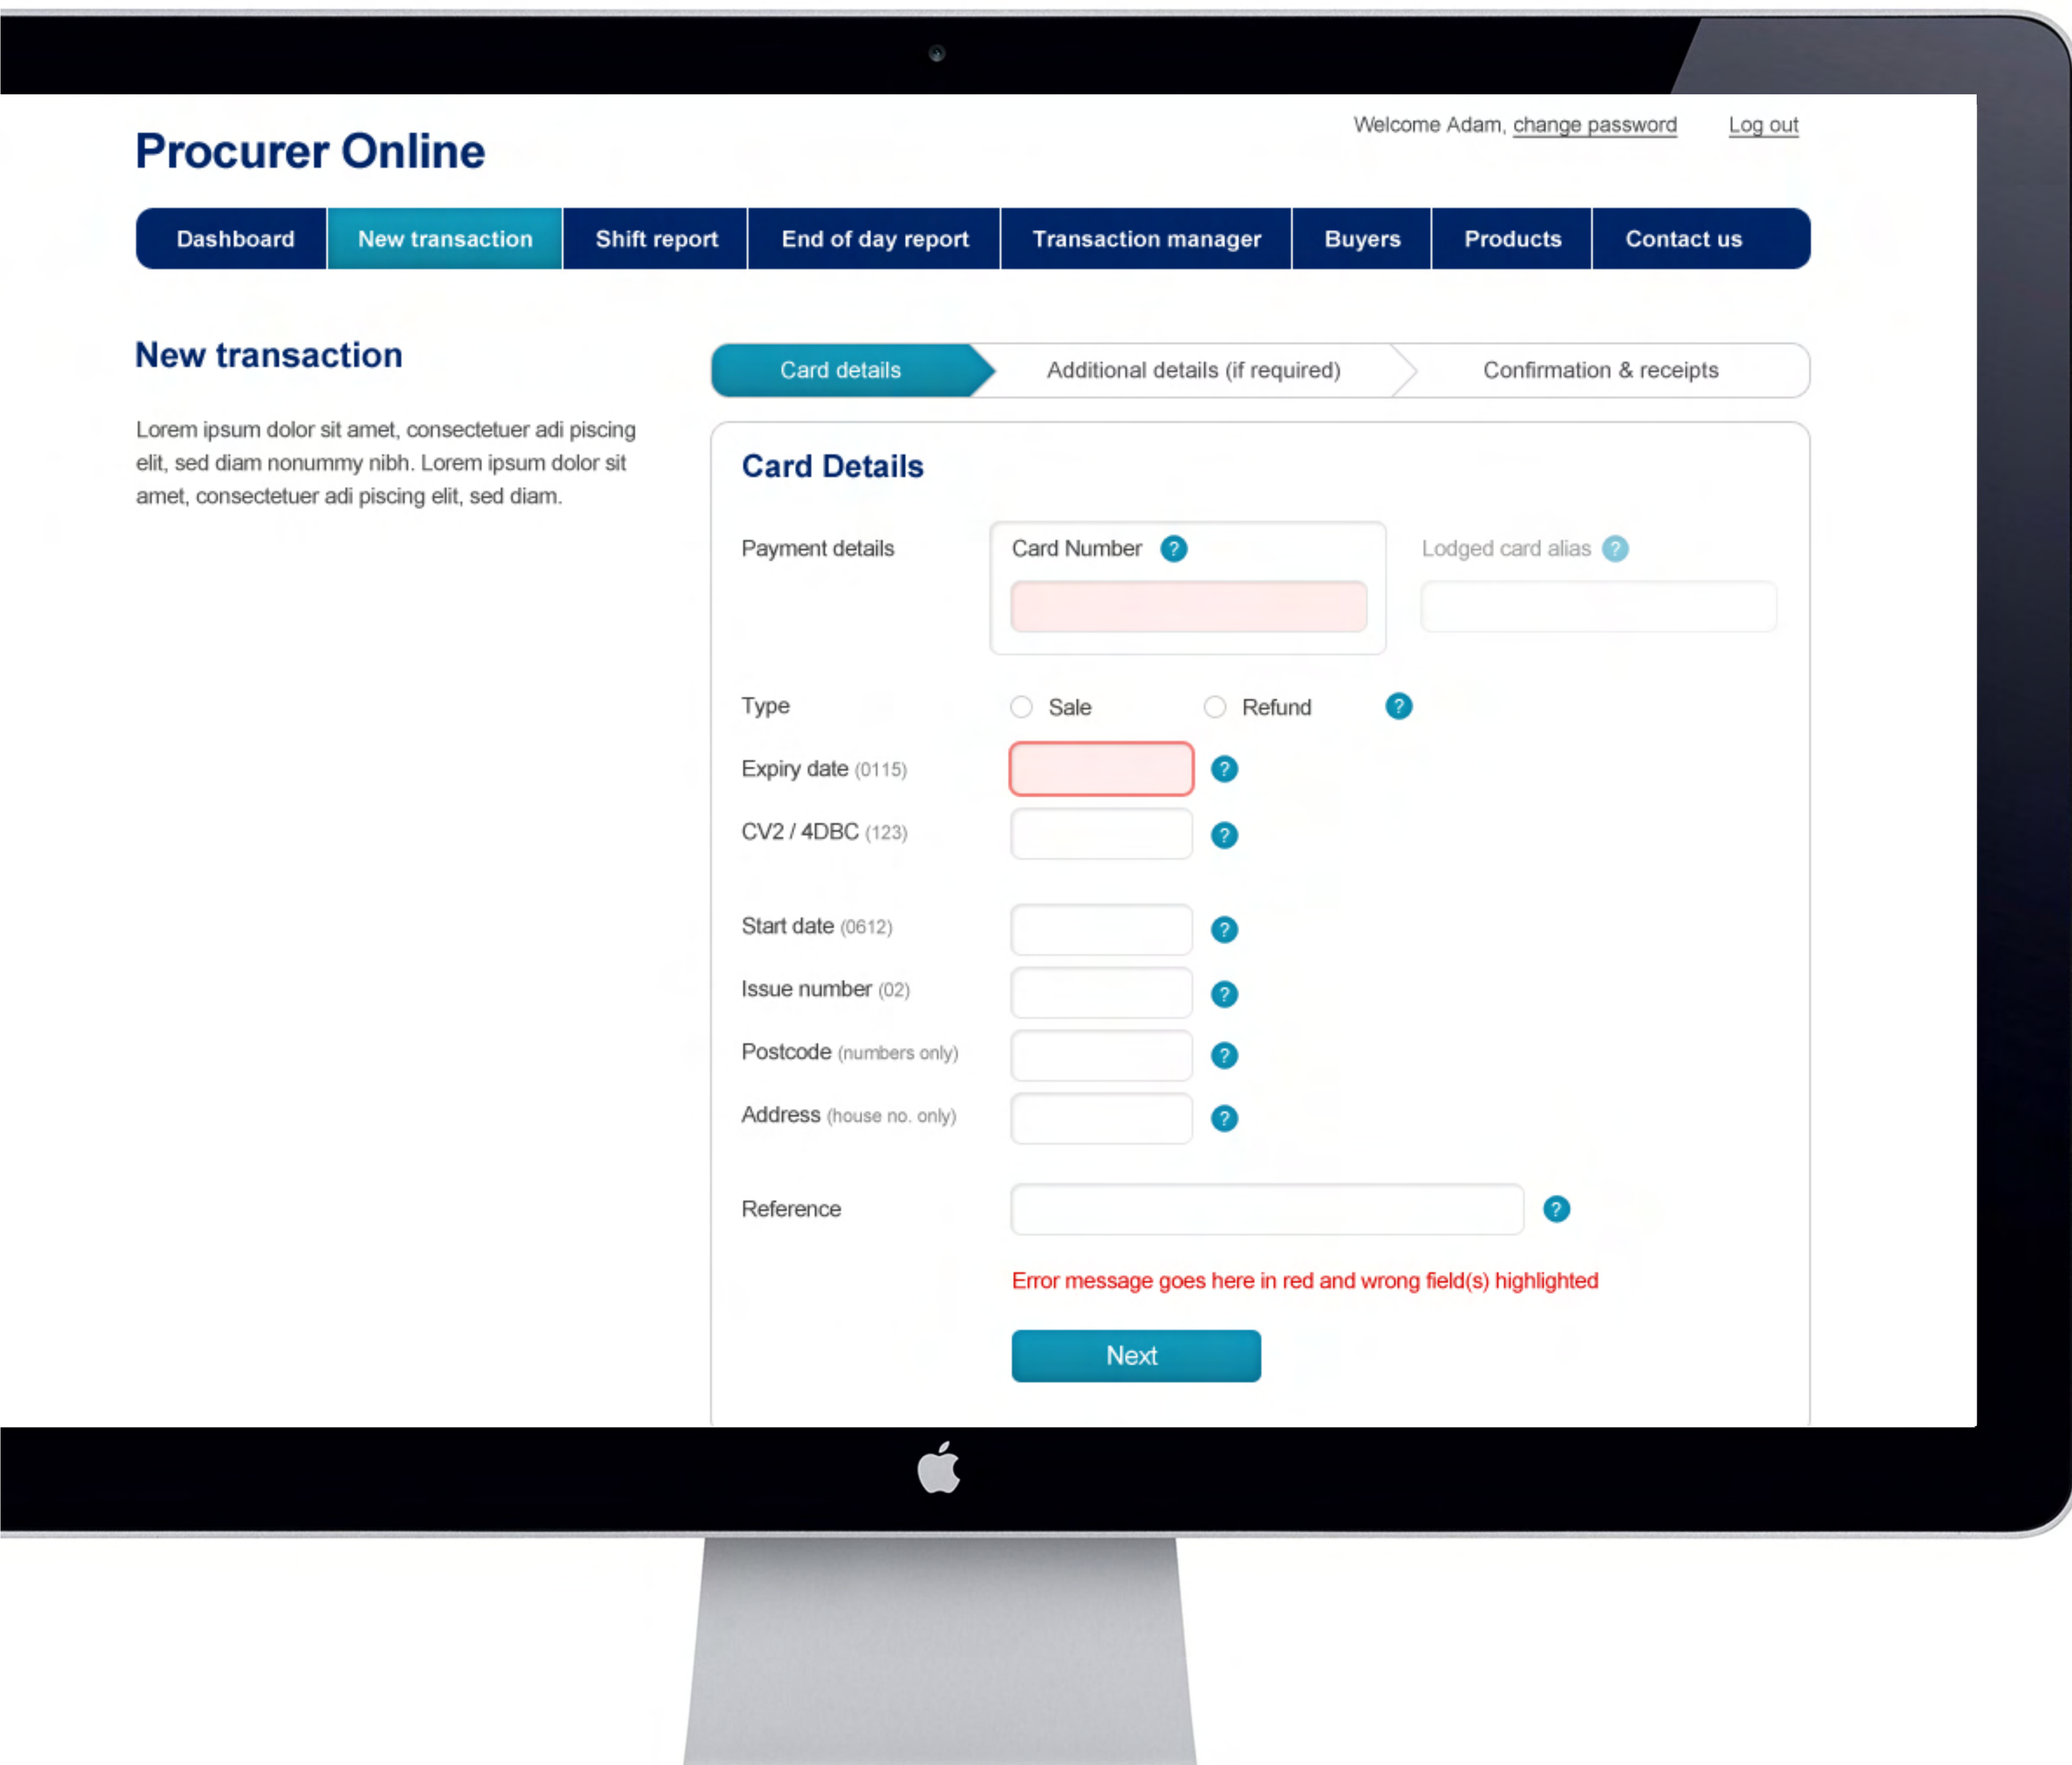 Welcome Adam, change password Log out
Procurer Online
Dashboard New transaction Shift report End of day report Transaction manager Buyers Products Contact us
New transaction
Lorem ipsum dolor sit amet, consectetuer adi piscing
elit, sed diam nonummy nibh. Lorem ipsum dolor sit
amet, consectetuer adi piscing elit, sed diam.
Card details Additional details (if required) Confirmation & receipts
Card Details
Payment details Card Number ? Lodged card alias ?
Type Sale Refund ?
Expiry date (0115) ?
CV2 / 4DBC (123) ?
Start date (0612) ?
Issue number (02) ?
Postcode (numbers only) ?
Address (house no. only) ?
Reference ?
Error message goes here in red and wrong field(s) highlighted
Next